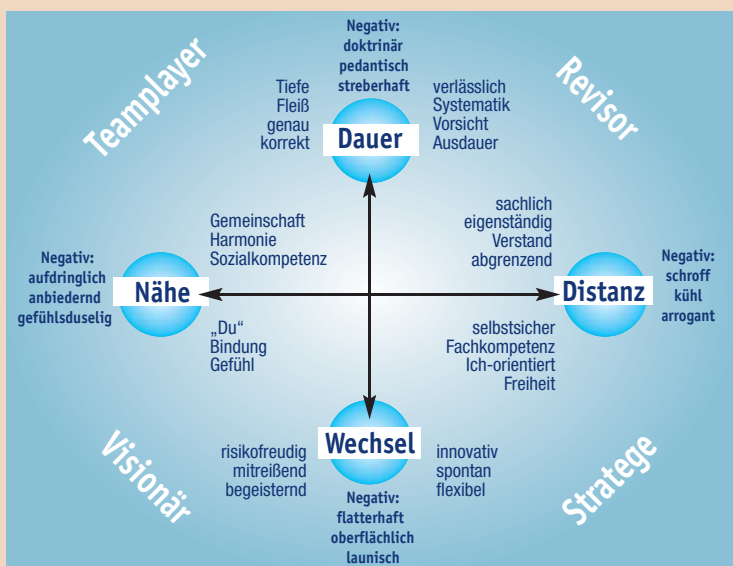 Teamplayer
Negativ:
doktrinär
pedantisch
streberhaft
Revisor
Tiefe
Fleiß
genau
korrekt
verlässlich
Systematik
Vorsicht
Ausdauer
Dauer
Gemeinschaft
Harmonie
Sozialkompetenz
sachlich
eigenständig
Verstand
abgrenzend
Negativ:
aufdringlich
anbiedernd
gefühlsduselig
Nähe
Distanz
Negativ:
schroff
kühl
arrogant
„Du“
Bindung
Gefühl
selbstsicher
Fachkompetenz
Ich-orientiert
Freiheit
Visionär
risikofreudig
mitreißend
begeisternd
Wechsel
innovativ
spontan
flexibel
Stratege
Negativ:
flatterhaft
oberflächlich
launisch